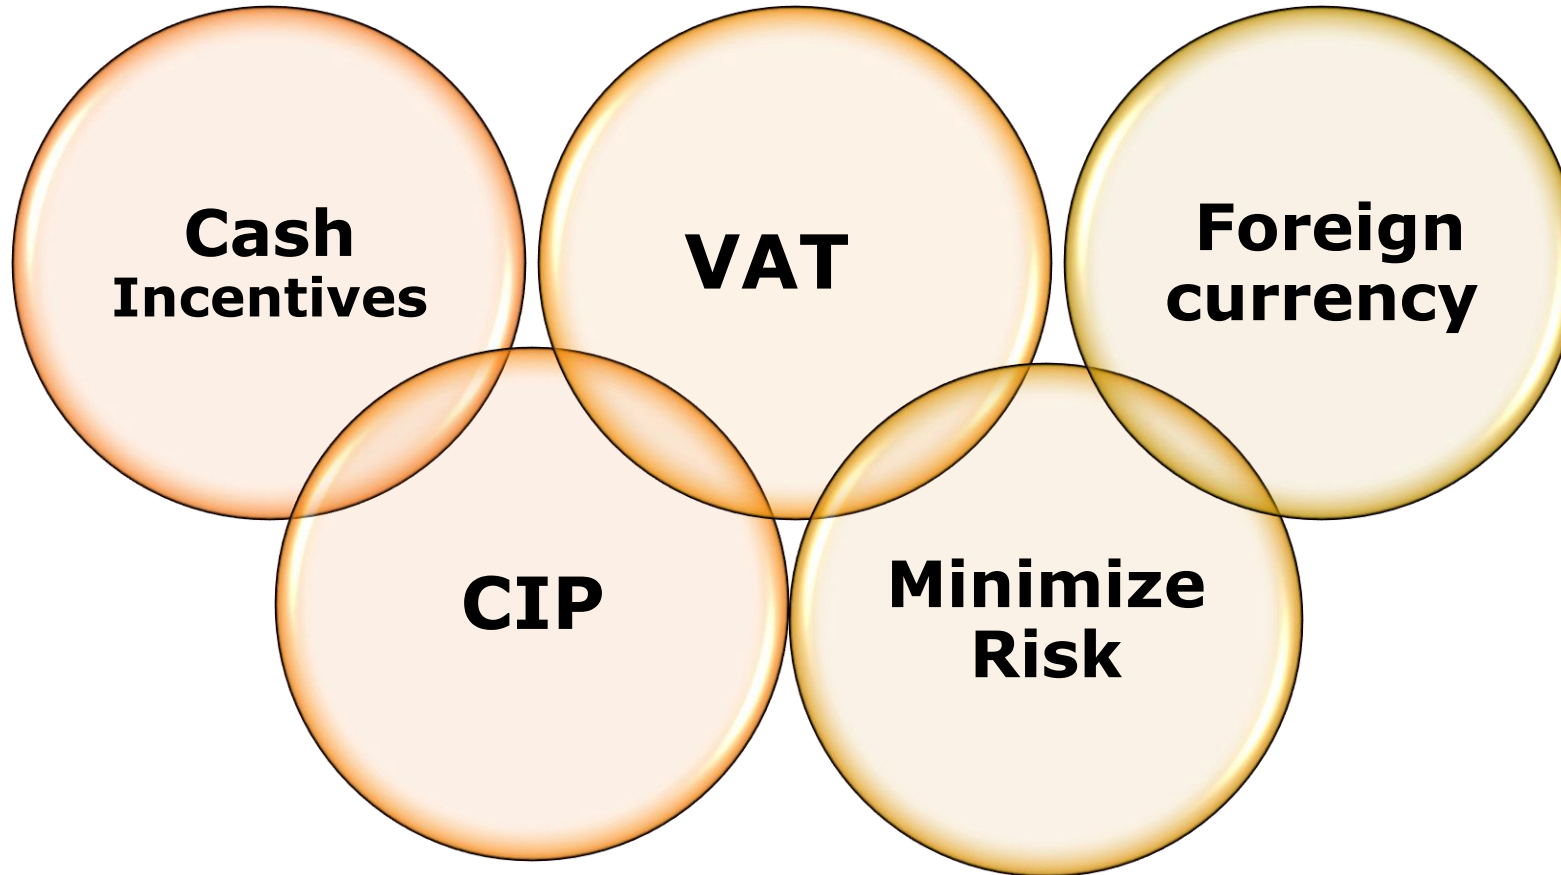 Cash
Incentives
VAT
Foreign
currency
CIP
Minimize
Risk